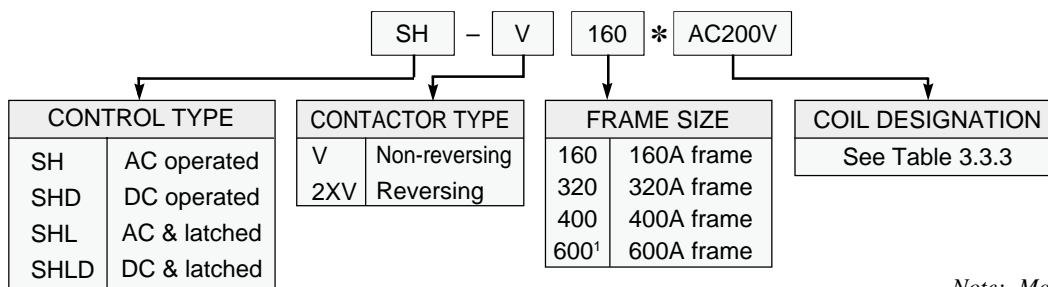 SH – V 160 * AC200V
CONTROL TYPE
SH AC operated
SHD DC operated
SHL AC & latched
SHLD DC & latched
CONTACTOR TYPE
V Non-reversing
2XV Reversing
FRAME SIZE
160 160A frame
320 320A frame
400 400A frame
600¹ 600A frame
COIL DESIGNATION
See Table 3.3.3
Note: